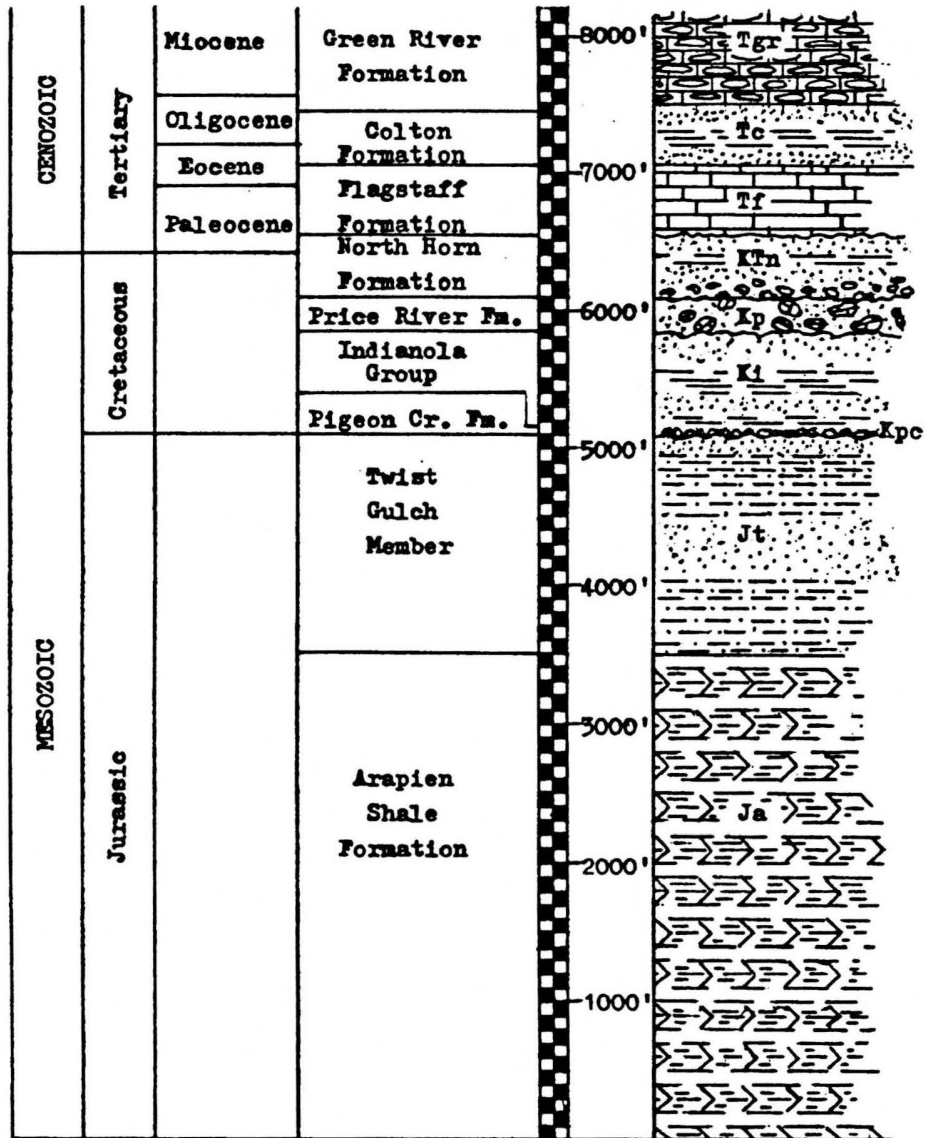 CENOZOIC
MESOZOIC
Tertiary
Cretaceous
Jurassic
Miocene
Oligocene
Eocene
Paleocene
Green River
Formation
Colton
Formation
Flagstaff
Formation
North Horn
Formation
Price River Fm.
Indianola
Group
Pigeon Cr. Fm.
Twist
Gulch
Member
Arapien
Shale
Formation
8000'
7000'
6000'
5000'
4000'
3000'
2000'
1000'
Tgr
Tc
Tf
KTn
Kp
Ki
Kpc
Jt
Ja